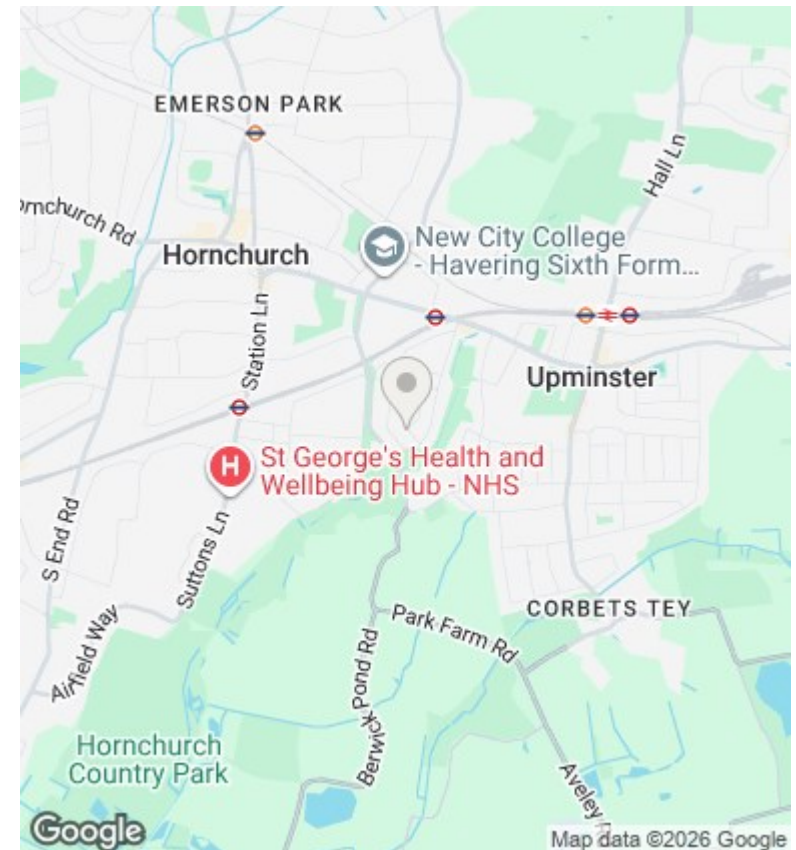 EMERSON PARK
Hall Ln
ornchurch Rd
Hornchurch
New City College
- Havering Sixth Form...
Station Ln
Upminster
St George's Health and
Wellbeing Hub - NHS
H
S End Rd
Suttons Ln
CORBETS TEY
Park Farm Rd
Airfield Way
Berwick Pond Rd
Hornchurch
Country Park
Aveley
Google
Map data ©2026 Google